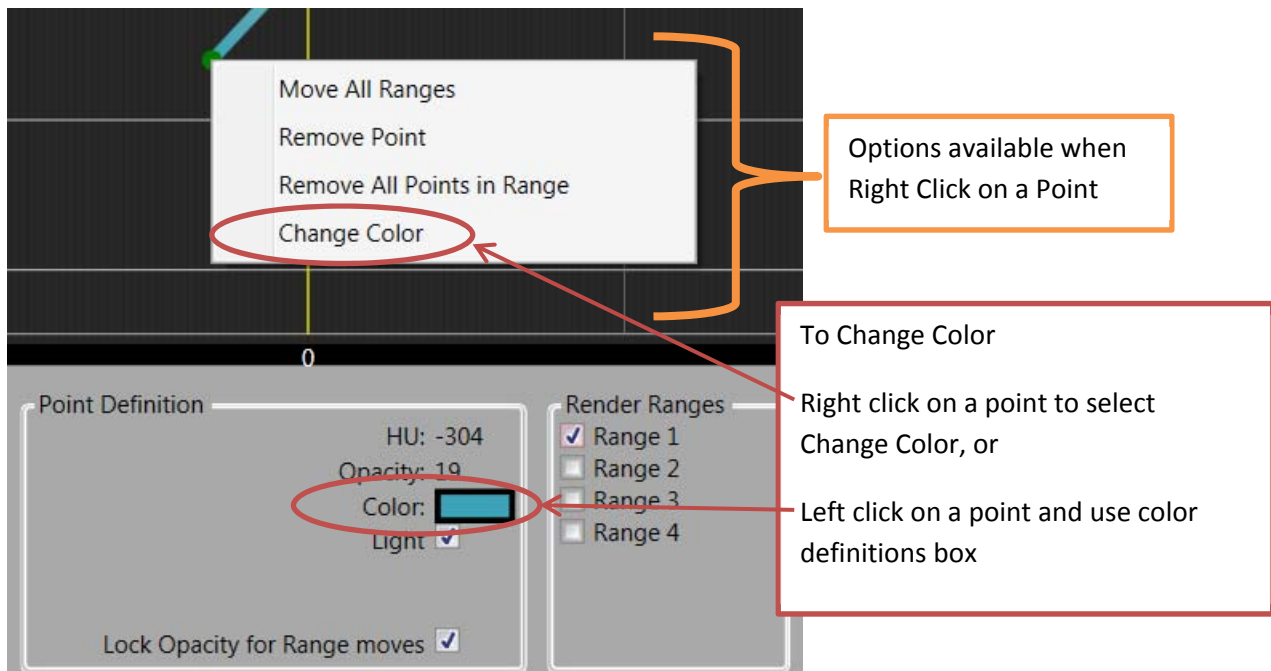 Move All Ranges
Remove Point
Remove All Points in Range
Change Color
Options available when
Right Click on a Point
0
To Change Color
Right click on a point to select
Change Color, or
Left click on a point and use color
definitions box
Point Definition
HU: -304
Opacity: 19
Color:
Light
Lock Opacity for Range moves
Render Ranges
Range 1
Range 2
Range 3
Range 4